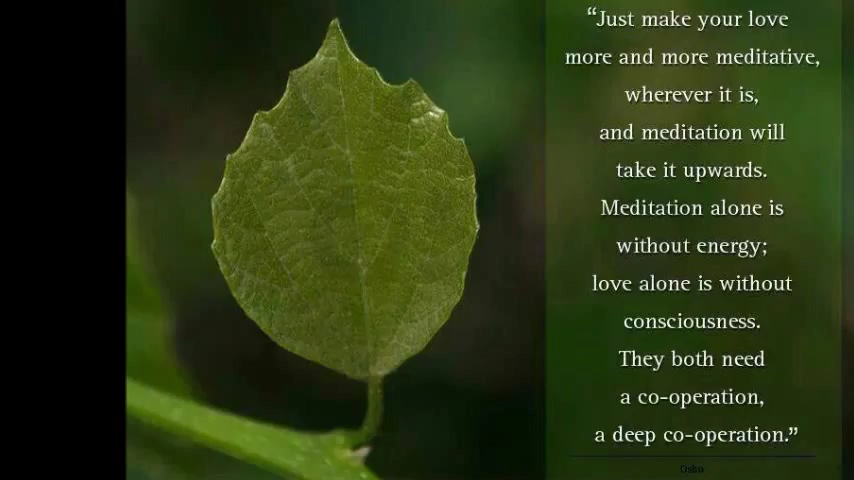 “Just make your love
more and more meditative,
wherever it is,
and meditation will
take it upwards.
Meditation alone is
without energy;
love alone is without
consciousness.
They both need
a co-operation,
a deep co-operation.”
Osho